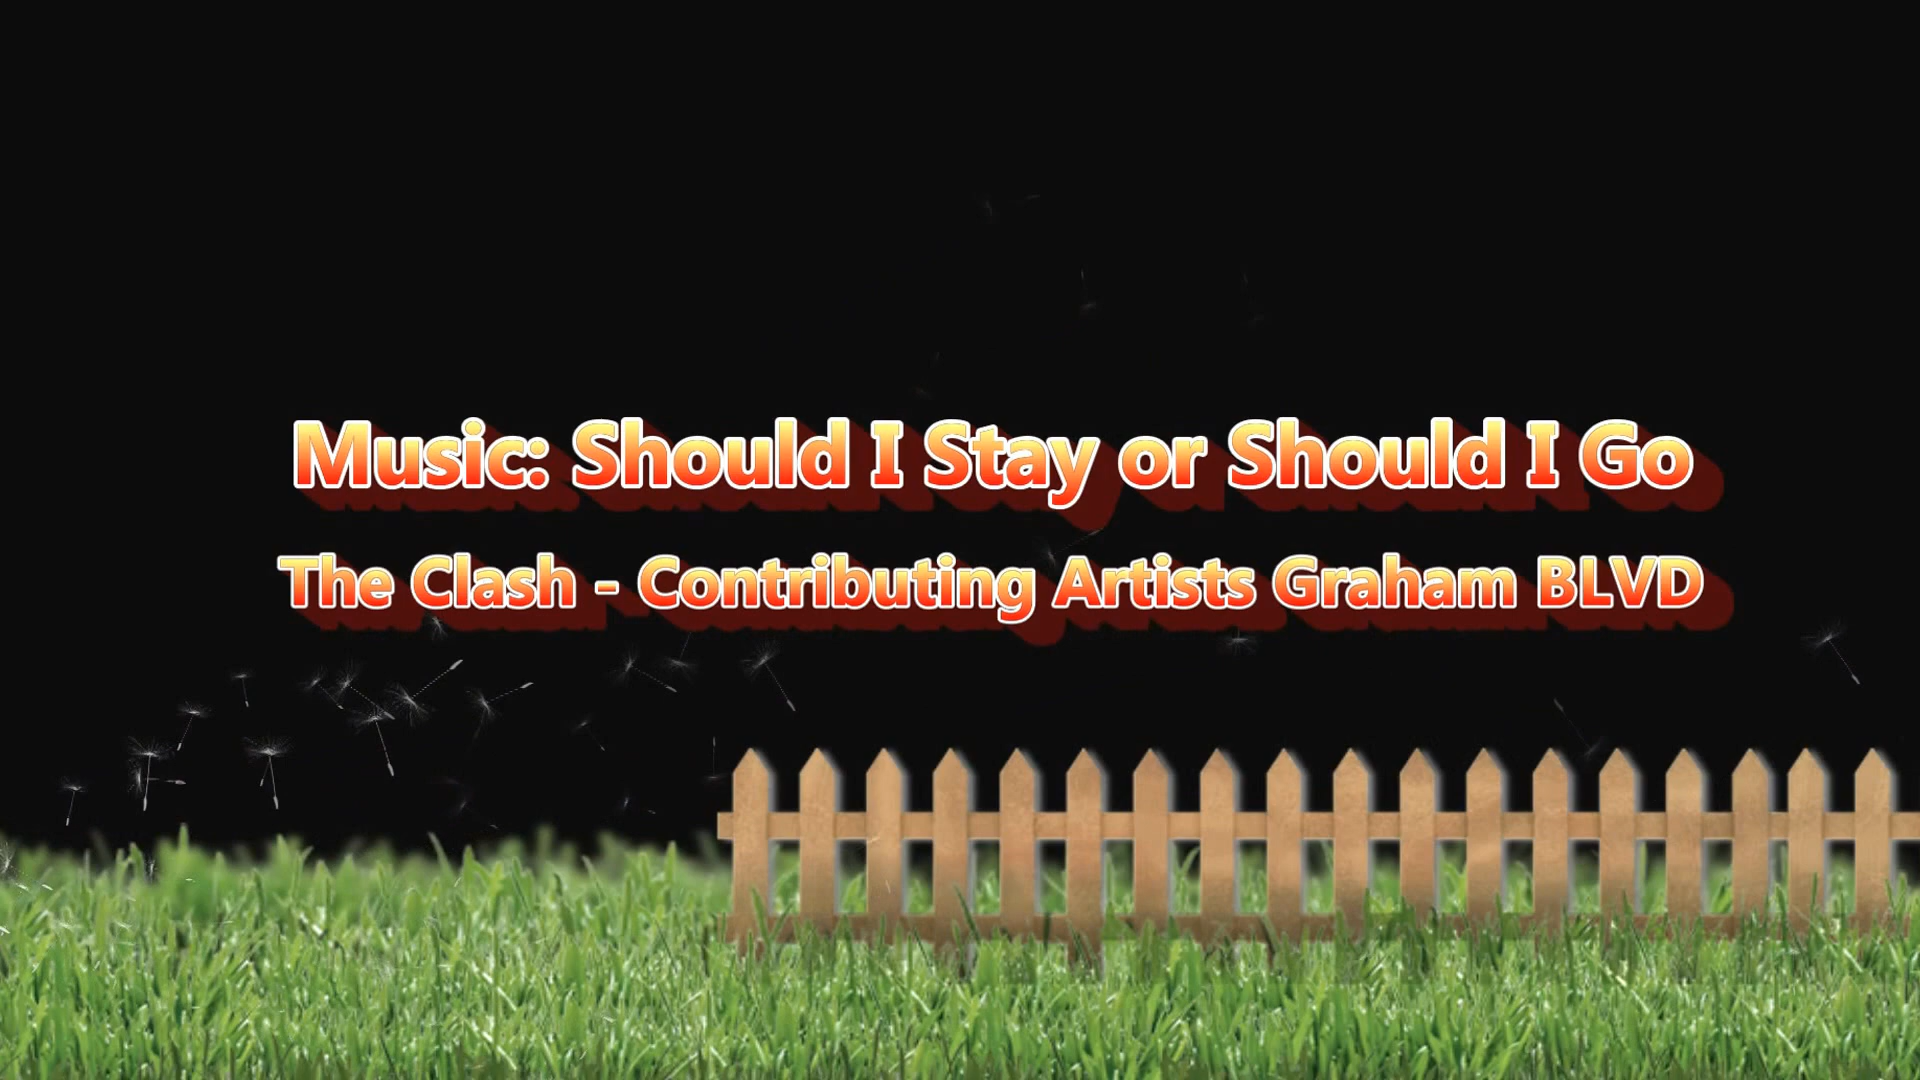 Music: Should I Stay or Should I Go
The Clash - Contributing Artists Graham BLVD